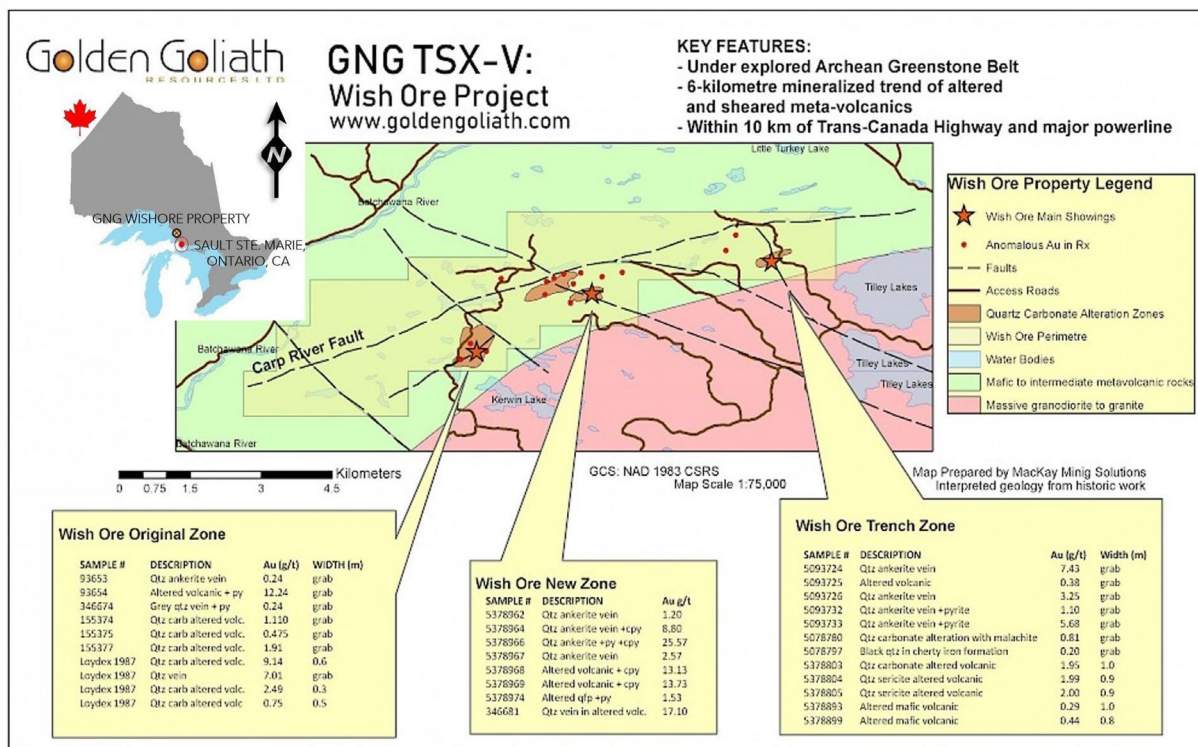 Golden Goliath
RESOURCES LTD
GNG TSX-V:
Wish Ore Project
www.goldengoliath.com
KEY FEATURES:
- Under explored Archean Greenstone Belt
- 6-kilometre mineralized trend of altered
and sheared meta-volcanics
- Within 10 km of Trans-Canada Highway and major powerline
N
GNG WISHORE PROPERTY
SAULT STE. MARIE,
ONTARIO, CA
Little Turkey Lake
Batchawana River
Tilley Lakes
Carp River Fault
Batchawana River
Tilley Lakes
Tilley Lakes
Kerwin Lake
Batchawana River
Wish Ore Property Legend
Wish Ore Main Showings
Anomalous Au in Rx
Faults
Access Roads
Quartz Carbonate Alteration Zones
Wish Ore Perimetre
Water Bodies
Mafic to intermediate metavolcanic rocks
Massive granodiorite to granite
Kilometers
0 0.75 1.5 3 4.5
GCS: NAD 1983 CSRS
Map Scale 1:75,000
Map Prepared by MacKay Minig Solutions
Interpreted geology from historic work
Wish Ore Original Zone
SAMPLE # DESCRIPTION Au (g/t) WIDTH (m)
93653 Qtz ankerite vein 0.24 grab
93654 Altered volcanic + py 12.24 grab
346674 Grey qtz vein + py 0.24 grab
155374 Qtz carb altered volc. 1.110 grab
155375 Qtz carb altered volc. 0.475 grab
155377 Qtz carb altered volc. 1.91 grab
Loydex 1987 Qtz carb altered volc. 9.14 0.6
Loydex 1987 Qtz vein 7.01 grab
Loydex 1987 Qtz carb altered volc. 2.49 0.3
Loydex 1987 Qtz carb altered volc 0.75 0.5
Wish Ore New Zone
SAMPLE # DESCRIPTION Au g/t
5378962 Qtz ankerite vein 1.20
5378964 Qtz ankerite vein +cpy 8.80
5378966 Qtz ankerite +py +cpy 25.57
5378967 Qtz ankerite vein 2.57
5378968 Altered volcanic + cpy 13.13
5378969 Altered volcanic + cpy 13.73
5378974 Altered qfp +py 1.53
346681 Qtz vein in altered volc. 17.10
Wish Ore Trench Zone
SAMPLE # DESCRIPTION Au (g/t) Width (m)
5093724 Qtz ankerite vein 7.43 grab
5093725 Altered volcanic 0.38 grab
5093726 Qtz ankerite vein 3.25 grab
5093732 Qtz ankerite vein +pyrite 1.10 grab
5093733 Qtz ankerite vein +pyrite 5.68 grab
5078780 Qtz carbonate alteration with malachite 0.81 grab
5078797 Black qtz in cherty iron formation 0.20 grab
5378803 Qtz carbonate altered volcanic 1.95 1.0
5378804 Qtz sericite altered volcanic 1.99 0.9
5378805 Qtz sericite altered volcanic 2.00 0.9
5378893 Altered mafic volcanic 0.29 1.0
5378899 Altered mafic volcanic 0.44 0.8